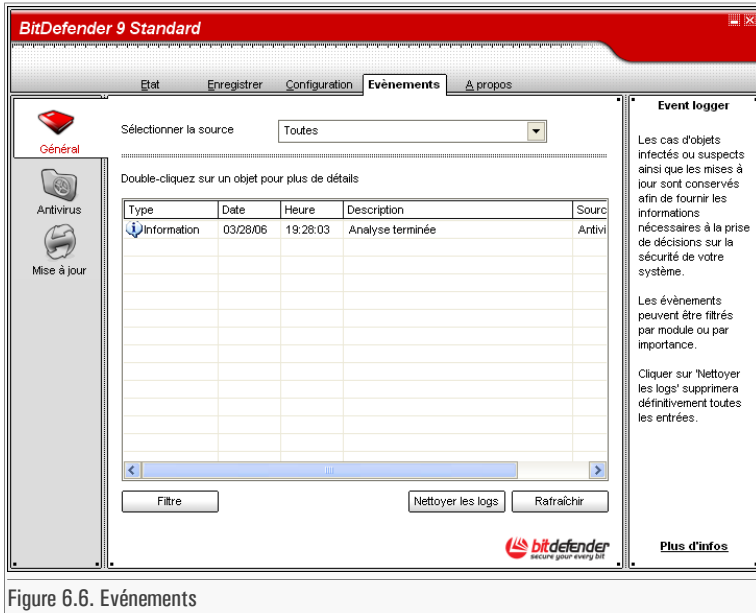 BitDefender 9 Standard
Etat Enregistrer Configuration Evènements A propos
Général
Antivirus
Mise à jour
Sélectionner la source Toutes
Double-cliquez sur un objet pour plus de détails
Type Date Heure Description Sourc
Information 03/28/06 19:28:03 Analyse terminée Antivi
Filtre Nettoyer les logs Rafraîchir
bitdefender
secure your every bit
Event logger
Les cas d'objets
infectés ou suspects
ainsi que les mises à
jour sont conservés
afin de fournir les
informations
nécessaires à la prise
de décisions sur la
sécurité de votre
système.
Les évènements
peuvent être filtrés
par module ou par
importance.
Cliquer sur 'Nettoyer
les logs' supprimera
définitivement toutes
les entrées.
Plus d'infos
Figure 6.6. Evénements